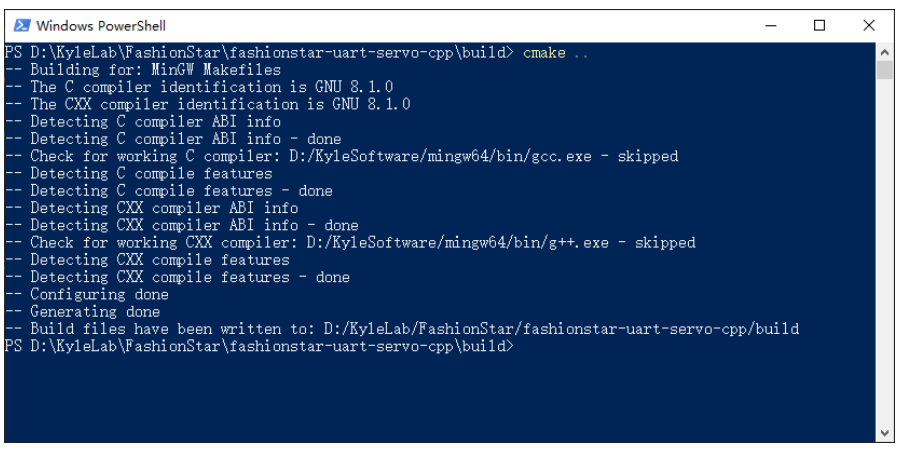 Windows PowerShell
PS D:\KyleLab\FashionStar\fashionstar-uart-servo-cpp\build> cmake ..
-- Building for: MinGW Makefiles
-- The C compiler identification is GNU 8.1.0
-- The CXX compiler identification is GNU 8.1.0
-- Detecting C compiler ABI info
-- Detecting C compiler ABI info - done
-- Check for working C compiler: D:/KyleSoftware/mingw64/bin/gcc.exe - skipped
-- Detecting C compile features
-- Detecting C compile features - done
-- Detecting CXX compiler ABI info
-- Detecting CXX compiler ABI info - done
-- Check for working CXX compiler: D:/KyleSoftware/mingw64/bin/g++.exe - skipped
-- Detecting CXX compile features
-- Detecting CXX compile features - done
-- Configuring done
-- Generating done
-- Build files have been written to: D:/KyleLab/FashionStar/fashionstar-uart-servo-cpp/build
PS D:\KyleLab\FashionStar\fashionstar-uart-servo-cpp\build>